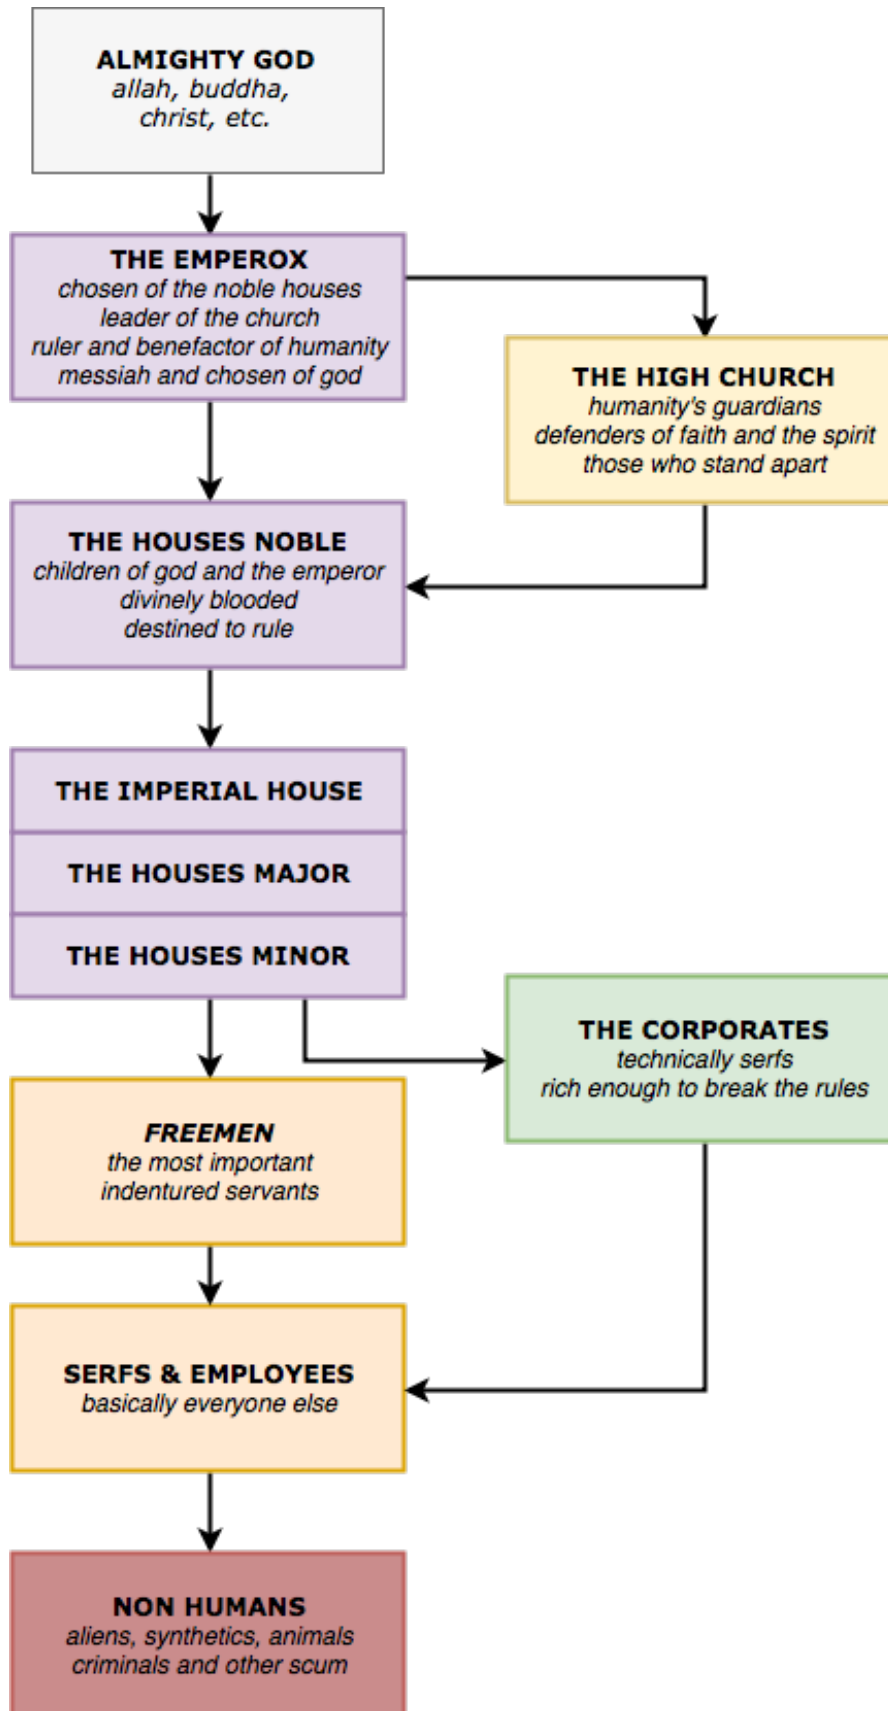 ALMIGHTY GOD
allah, buddha,
christ, etc.
THE EMPEROX
chosen of the noble houses
leader of the church
ruler and benefactor of humanity
messiah and chosen of god
THE HIGH CHURCH
humanity's guardians
defenders of faith and the spirit
those who stand apart
THE HOUSES NOBLE
children of god and the emperor
divinely blooded
destined to rule
THE IMPERIAL HOUSE
THE HOUSES MAJOR
THE HOUSES MINOR
THE CORPORATES
technically serfs
rich enough to break the rules
FREEMEN
the most important
indentured servants
SERFS & EMPLOYEES
basically everyone else
NON HUMANS
aliens, synthetics, animals
criminals and other scum